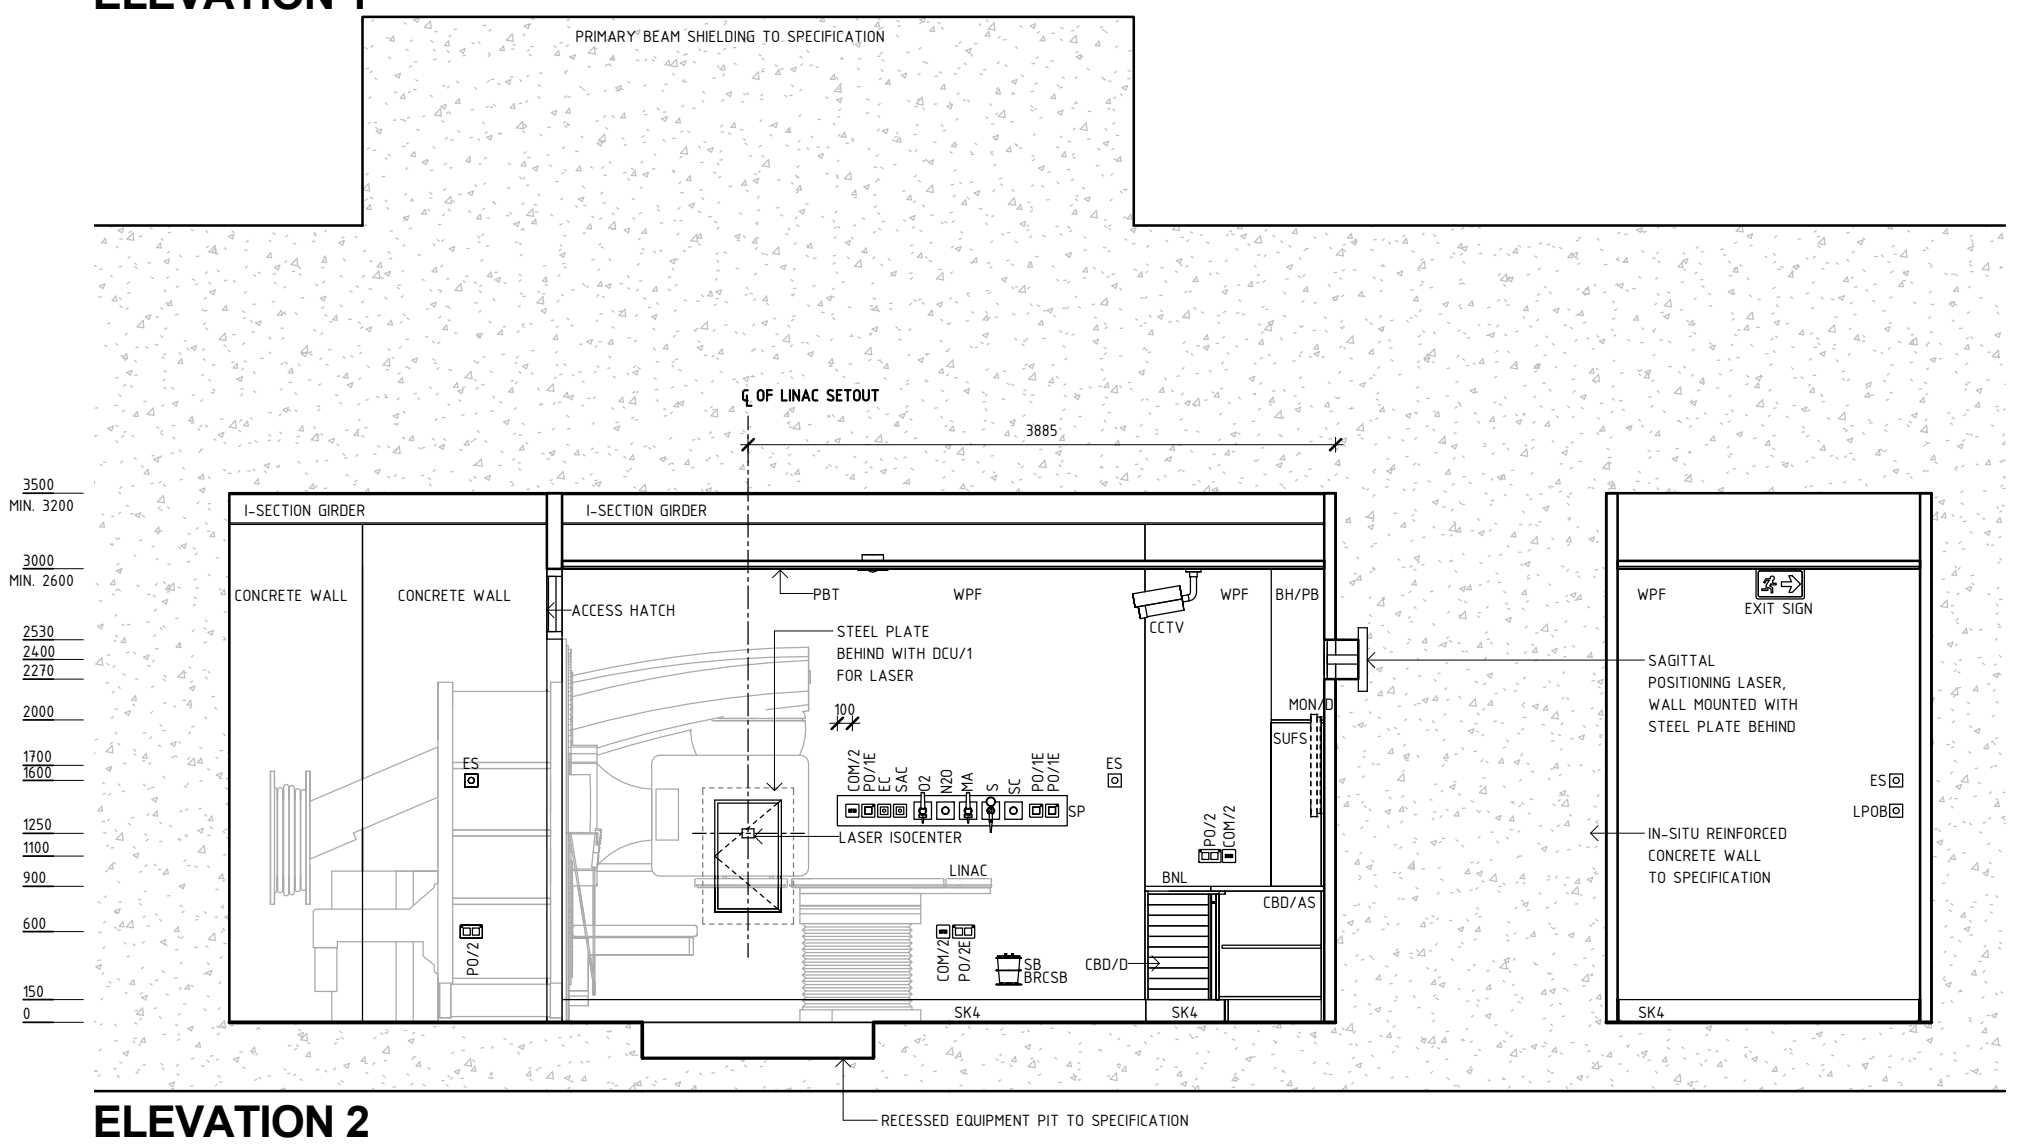 ELEVATION 1
PRIMARY BEAM SHIELDING TO SPECIFICATION
℄ OF LINAC SETOUT
3885
3500
MIN. 3200
3000
MIN. 2600
2530
2400
2270
2000
1700
1600
1250
1100
900
600
150
0
I-SECTION GIRDER
I-SECTION GIRDER
CONCRETE WALL
CONCRETE WALL
ACCESS HATCH
PBT
WPF
WPF
BH/PB
WPF
EXIT SIGN
CCTV
STEEL PLATE
BEHIND WITH DCU/1
FOR LASER
SAGITTAL
POSITIONING LASER,
WALL MOUNTED WITH
STEEL PLATE BEHIND
100
MON/D
SUFS
ES
COM/2
PO/1E
EC
SAC
O2
N2O
MA
S
SC
PO/1E
PO/1E
SP
ES
ES
LPOB
LASER ISOCENTER
PO/2
COM/2
IN-SITU REINFORCED
CONCRETE WALL
TO SPECIFICATION
LINAC
BNL
CBD/AS
PO/2
COM/2
PO/2E
SB
BRCSB
CBD/D
SK4
SK4
SK4
RECESSED EQUIPMENT PIT TO SPECIFICATION
ELEVATION 2